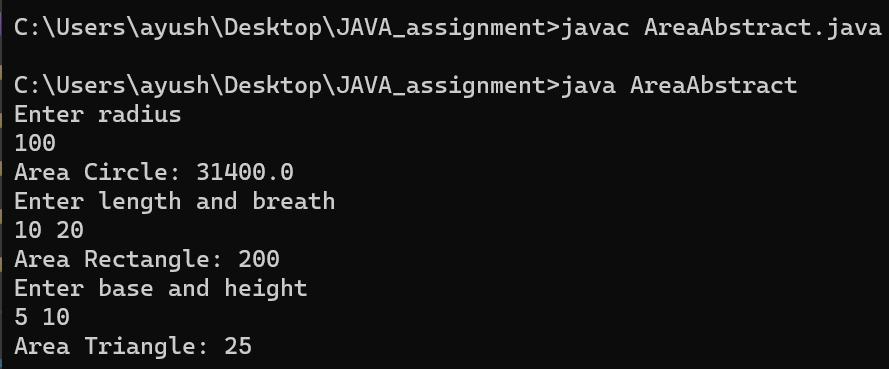 C:\Users\ayush\Desktop\JAVA_assignment>javac AreaAbstract.java
C:\Users\ayush\Desktop\JAVA_assignment>java AreaAbstract
Enter radius
100
Area Circle: 31400.0
Enter length and breath
10 20
Area Rectangle: 200
Enter base and height
5 10
Area Triangle: 25